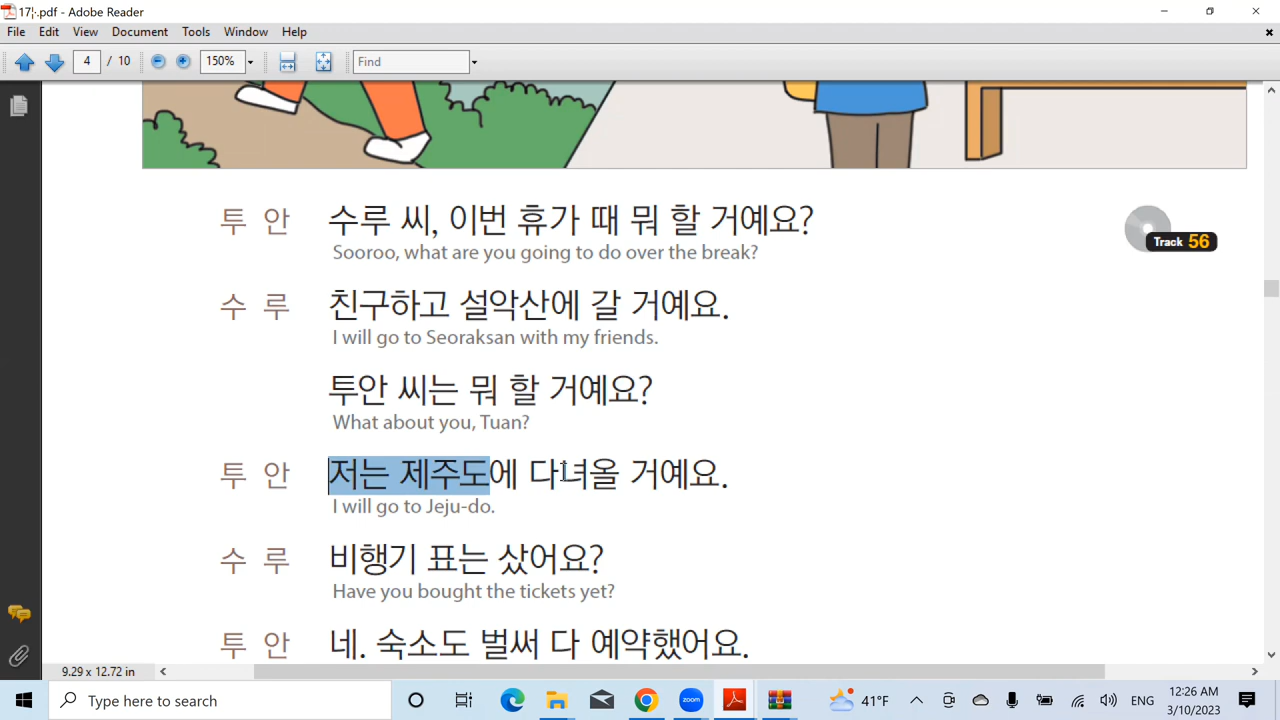 17¦·.pdf - Adobe Reader
File Edit View Document Tools Window Help
4 / 10 150% Find
Track 56
투 안 수루 씨, 이번 휴가 때 뭐 할 거예요?
Sooroo, what are you going to do over the break?
수 루 친구하고 설악산에 갈 거예요.
I will go to Seoraksan with my friends.
투안 씨는 뭐 할 거예요?
What about you, Tuan?
투 안 저는 제주도에 다녀올 거예요.
I will go to Jeju-do.
수 루 비행기 표는 샀어요?
Have you bought the tickets yet?
투 안 네. 숙소도 벌써 다 예약했어요.
9.29 x 12.72 in
Type here to search
zoom
41°F
ENG
12:26 AM
3/10/2023